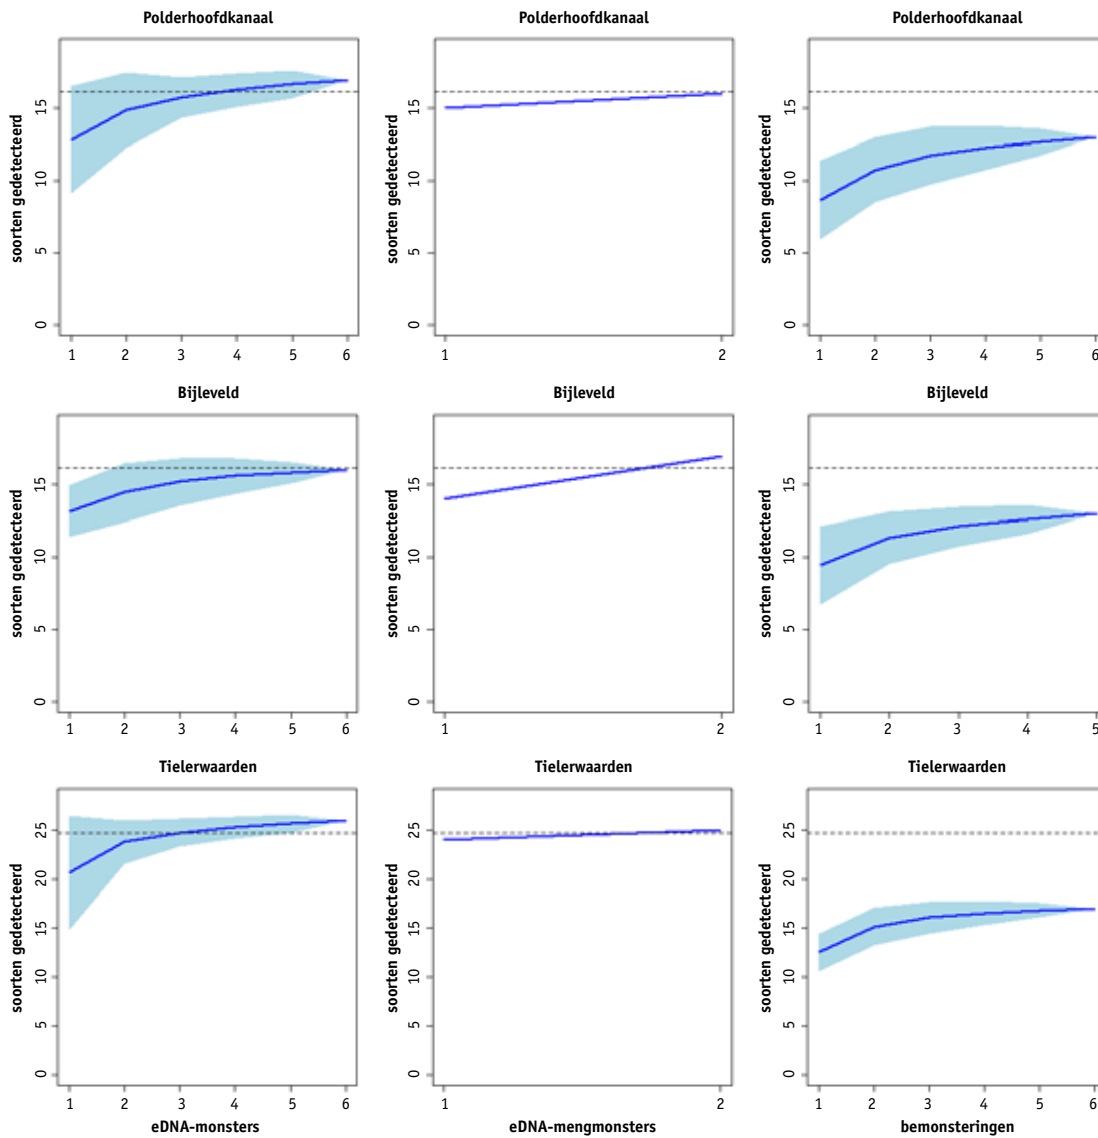 Polderhoofdkanaal Polderhoofdkanaal Polderhoofdkanaal
soorten gedetecteerd soorten gedetecteerd soorten gedetecteerd
15 15 15
10 10 10
5 5 5
0 0 0
1 2 3 4 5 6 1 2 1 2 3 4 5 6
Bijleveld Bijleveld Bijleveld
soorten gedetecteerd soorten gedetecteerd soorten gedetecteerd
15 15 15
10 10 10
5 5 5
0 0 0
1 2 3 4 5 6 1 2 1 2 3 4 5
Tielerwaarden Tielerwaarden Tielerwaarden
soorten gedetecteerd soorten gedetecteerd soorten gedetecteerd
25 25 25
20 20 20
15 15 15
10 10 10
5 5 5
0 0 0
1 2 3 4 5 6 1 2 1 2 3 4 5 6
eDNA-monsters eDNA-mengmonsters bemonsteringen